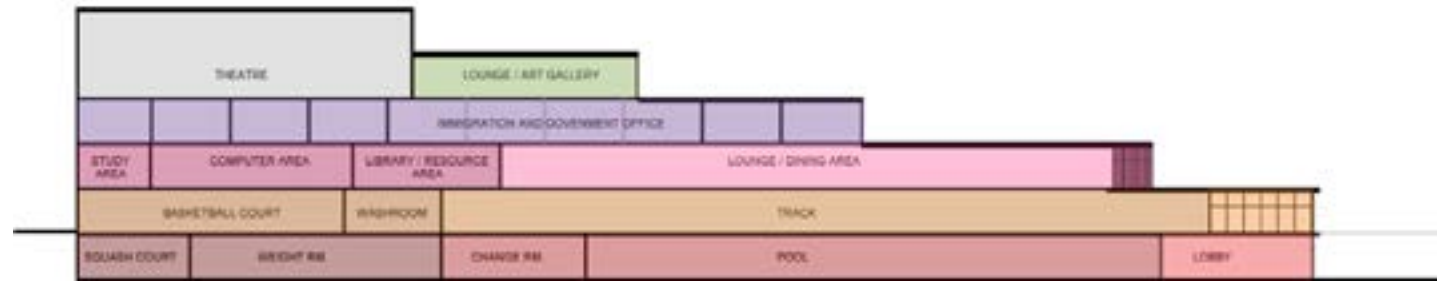 THEATRE
LOUNGE / ART GALLERY
IMMIGRATION AND GOVENMENT OFFICE
STUDY
AREA
COMPUTER AREA
LIBRARY / RESOURCE
AREA
LOUNGE / DINING AREA
BASKETBALL COURT
WASHROOM
TRACK
SQUASH COURT
WEIGHT RM
CHANGE RM
POOL
LOBBY